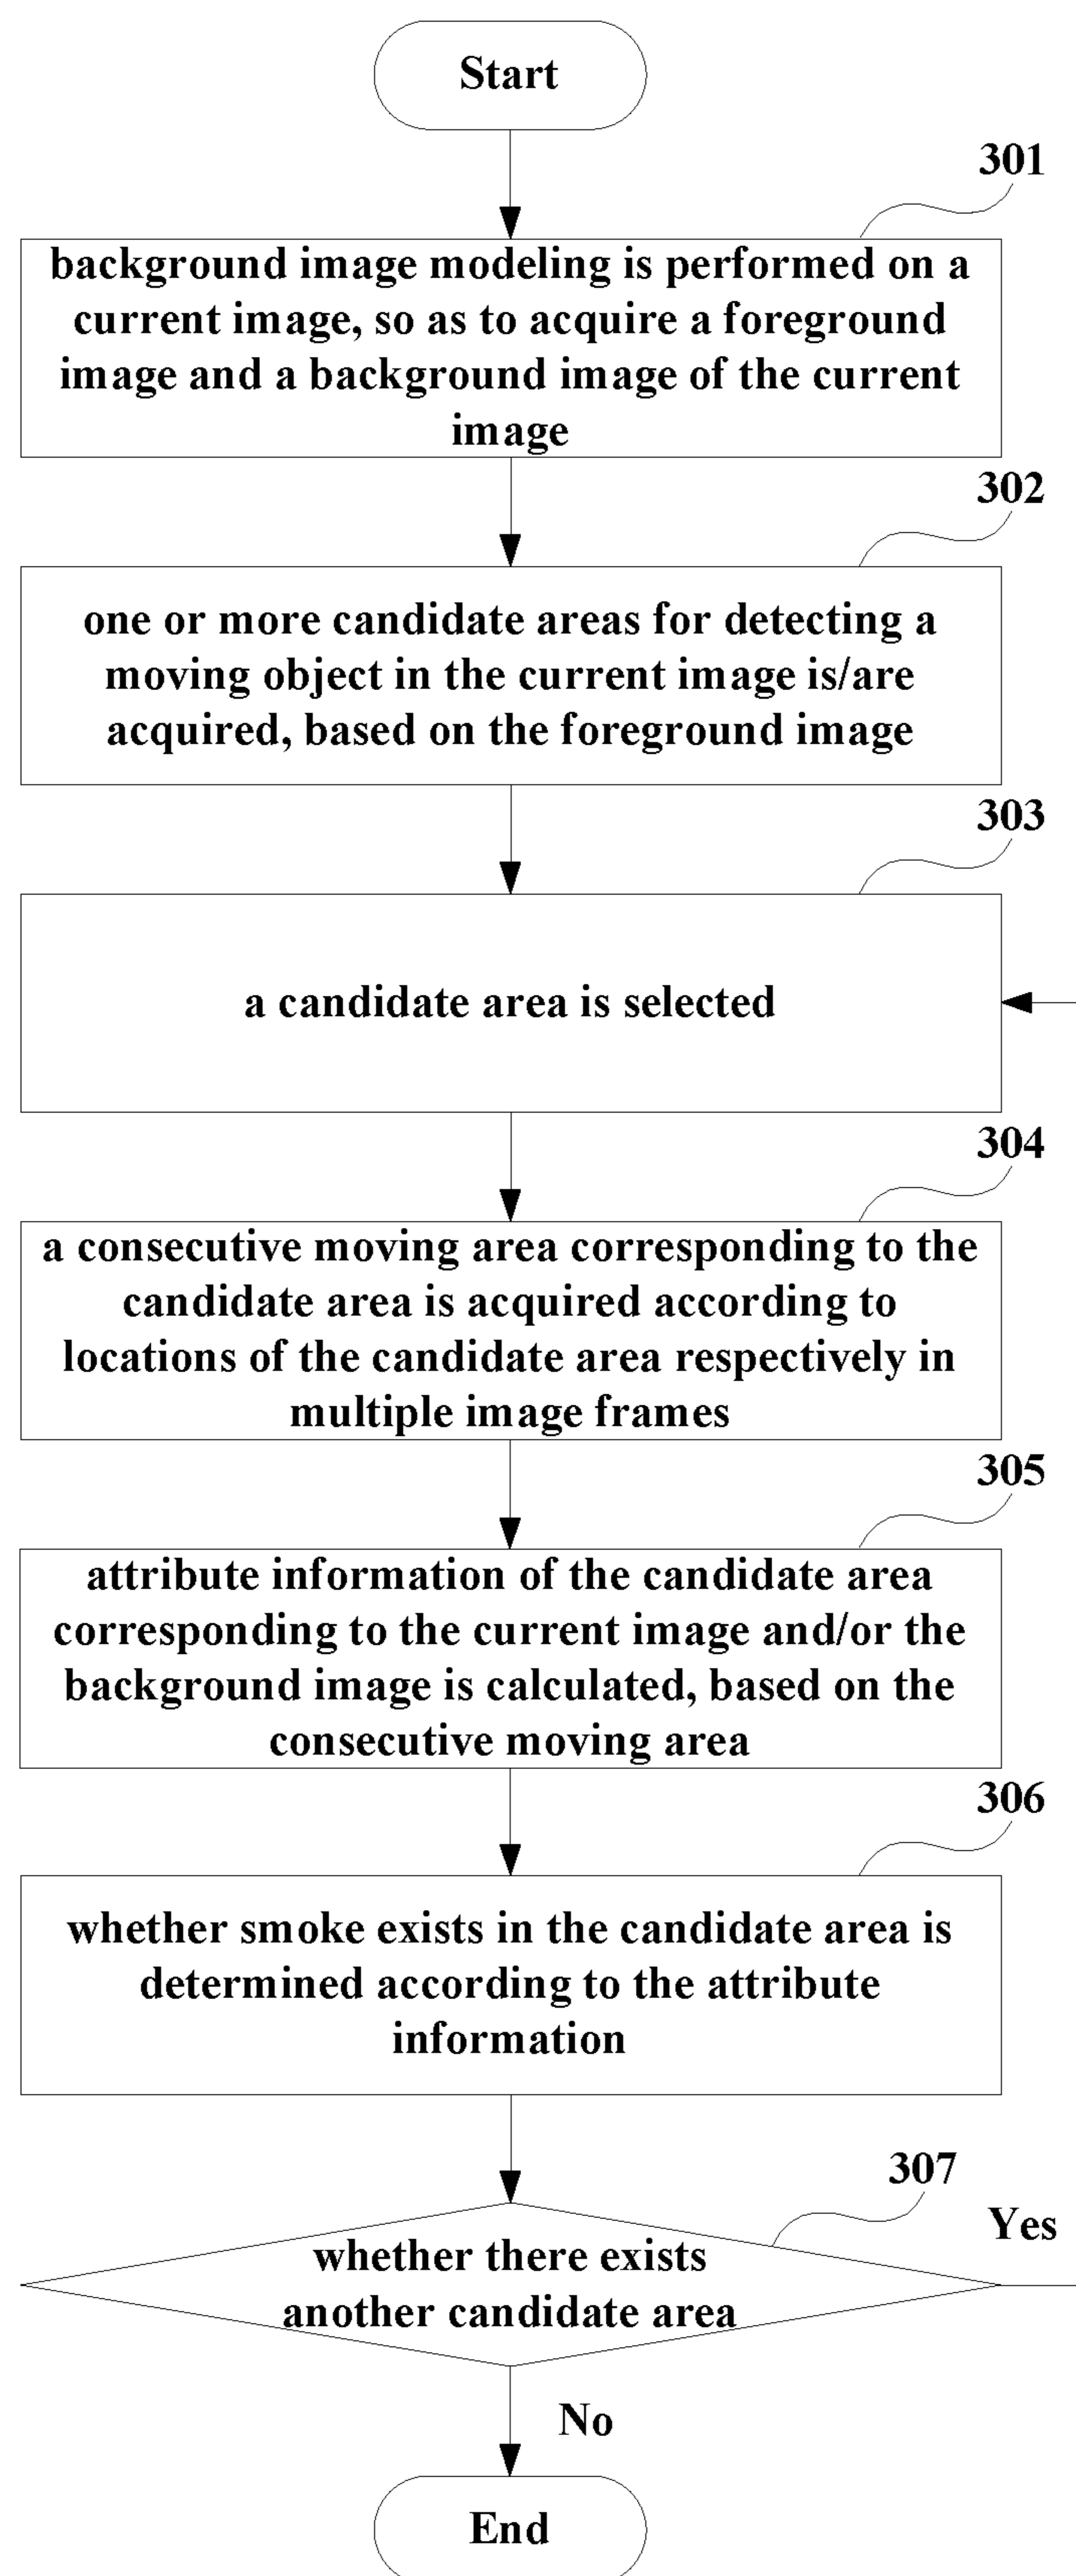 Start
301
background image modeling is performed on a
current image, so as to acquire a foreground
image and a background image of the current
image
302
one or more candidate areas for detecting a
moving object in the current image is/are
acquired, based on the foreground image
303
a candidate area is selected
304
a consecutive moving area corresponding to the
candidate area is acquired according to
locations of the candidate area respectively in
multiple image frames
305
attribute information of the candidate area
corresponding to the current image and/or the
background image is calculated, based on the
consecutive moving area
306
whether smoke exists in the candidate area is
determined according to the attribute
information
307
Yes
whether there exists
another candidate area
No
End